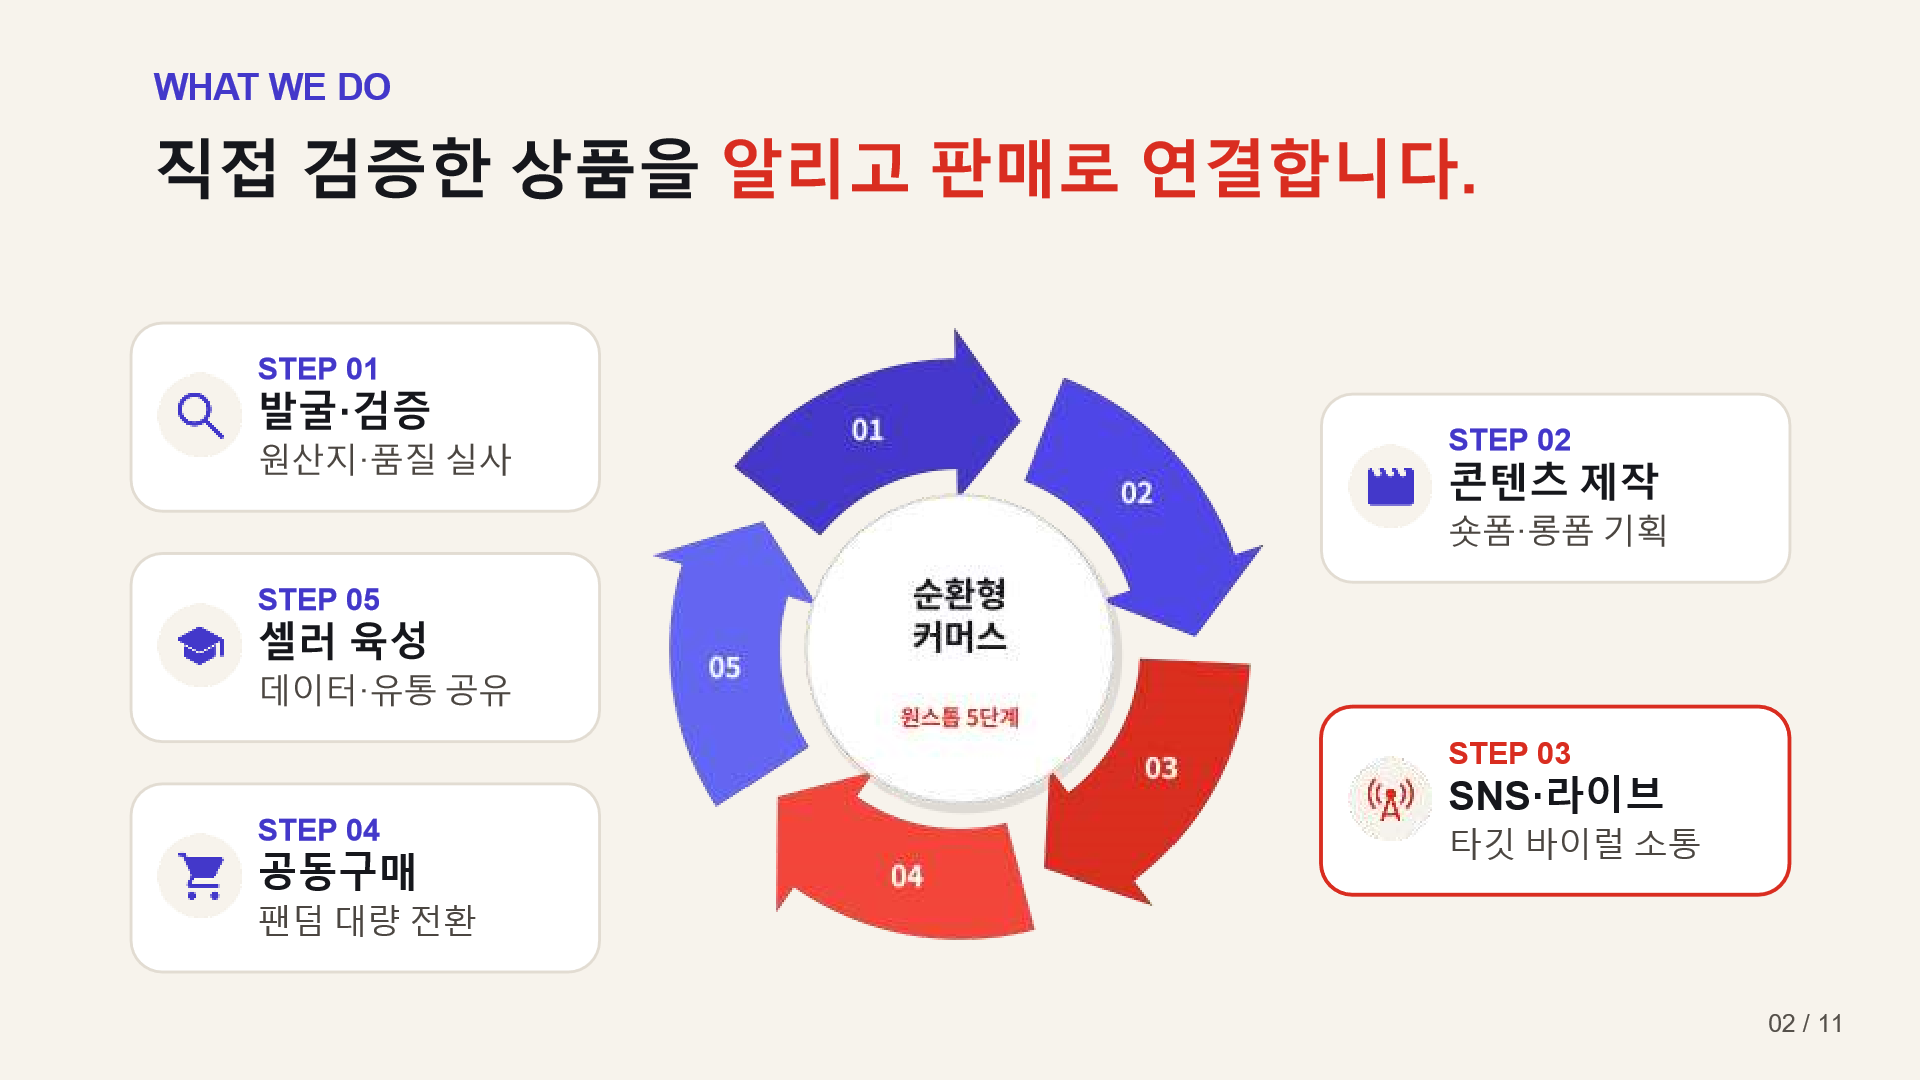 WHAT WE DO
직접 검증한 상품을 알리고 판매로 연결합니다.
STEP 01
발굴·검증
원산지·품질 실사
STEP 05
셀러 육성
데이터·유통 공유
STEP 04
공동구매
팬덤 대량 전환
01
02
03
04
05
순환형
커머스
원스톱 5단계
STEP 02
콘텐츠 제작
숏폼·롱폼 기획
STEP 03
SNS·라이브
타깃 바이럴 소통
02 / 11